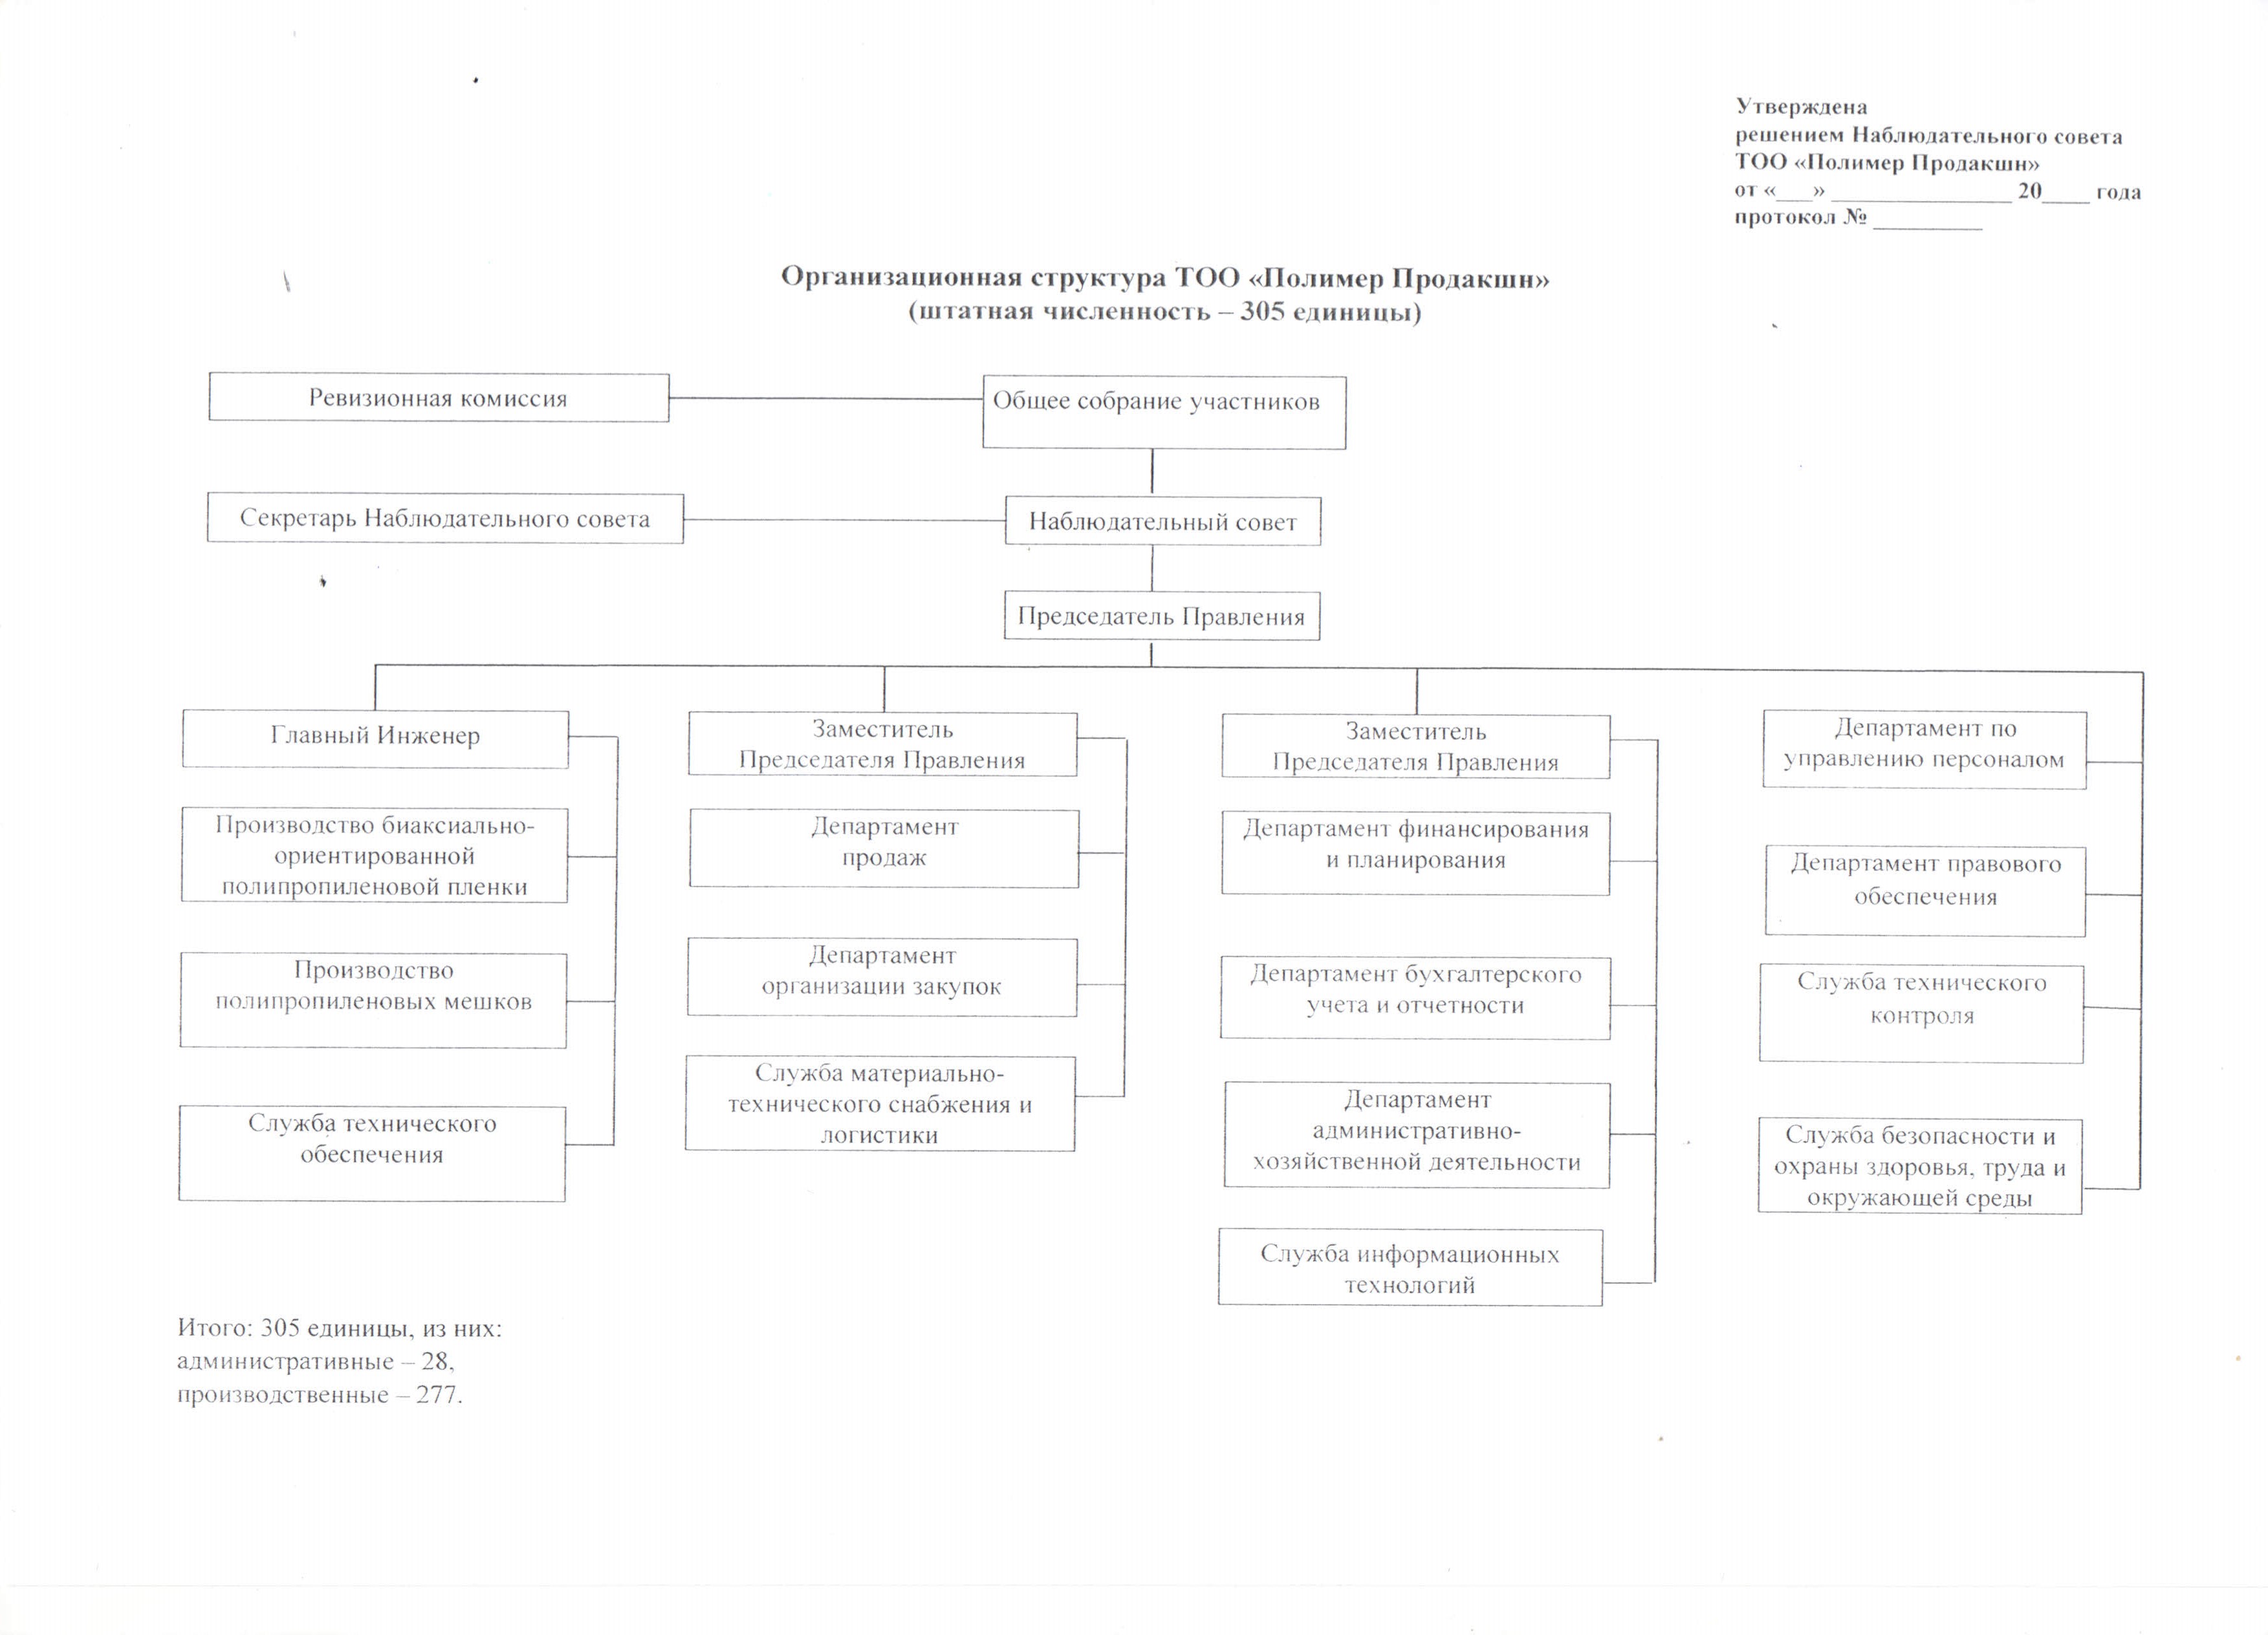 Утверждена
решением Наблюдательного совета
ТОО «Полимер Продакшн»
от «___» _______________ 20____ года
протокол № _________
Организационная структура ТОО «Полимер Продакшн»
(штатная численность – 305 единицы)
Ревизионная комиссия
Общее собрание участников
Секретарь Наблюдательного совета
Наблюдательный совет
Председатель Правления
Главный Инженер
Производство биаксиально-
ориентированной
полипропиленовой пленки
Производство
полипропиленовых мешков
Служба технического
обеспечения
Заместитель
Председателя Правления
Департамент
продаж
Департамент
организации закупок
Служба материально-
технического снабжения и
логистики
Заместитель
Председателя Правления
Департамент финансирования
и планирования
Департамент бухгалтерского
учета и отчетности
Департамент
административно-
хозяйственной деятельности
Служба информационных
технологий
Департамент по
управлению персоналом
Департамент правового
обеспечения
Служба технического
контроля
Служба безопасности и
охраны здоровья, труда и
окружающей среды
Итого: 305 единицы, из них:
административные – 28,
производственные – 277.